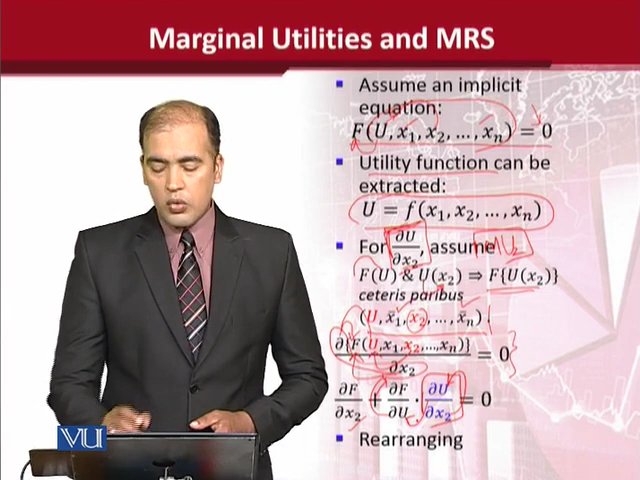 Marginal Utilities and MRS
▪ Assume an implicit
equation:
F(U, x₁, x₂, …, xₙ) = 0
▪ Utility function can be
extracted:
U = f(x₁, x₂, …, xₙ)
▪ For ∂U/∂x₂, assume MU₂
F(U) & U(x₂) ⇒ F{U(x₂)}
ceteris paribus
(U, x̄₁, x₂, …, x̄ₙ)
∂{F(U,x₁,x₂,…,xₙ)}/∂x₂ = 0
∂F/∂x₂ + ∂F/∂U · ∂U/∂x₂ = 0
▪ Rearranging
VU